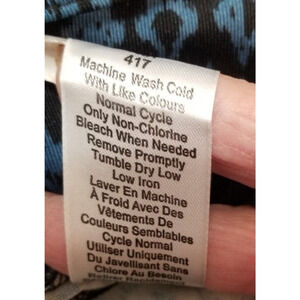 417
Machine Wash Cold
With Like Colours
Normal Cycle
Only Non-Chlorine
Bleach When Needed
Remove Promptly
Tumble Dry Low
Low Iron
Laver En Machine
À Froid Avec Des
Vêtements De
Couleurs Semblables
Cycle Normal
Utiliser Uniquement
Du Javellisant Sans
Chlore Au Besoin
Retirer Rapidement